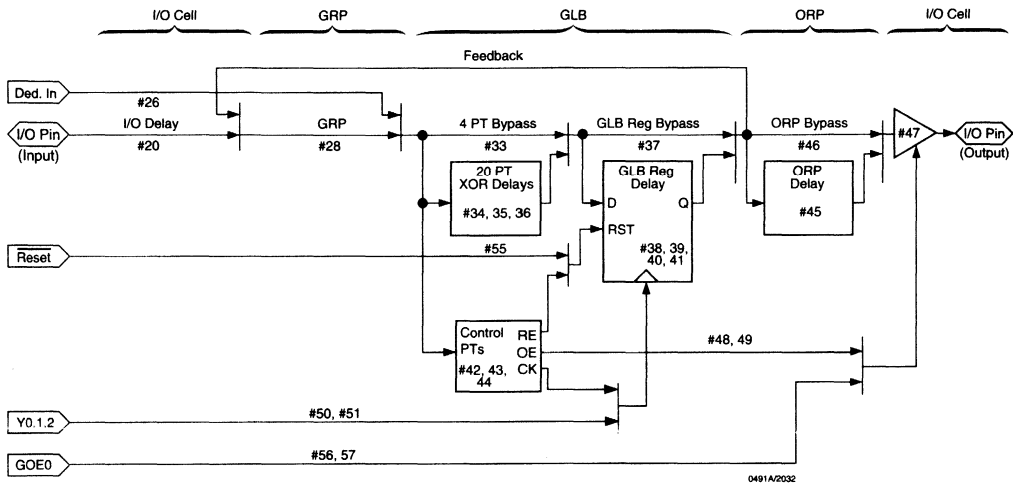 I/O Cell GRP GLB ORP I/O Cell
Feedback
Ded. In
#26
I/O Pin
(Input)
I/O Delay
#20
GRP
#28
4 PT Bypass
#33
GLB Reg Bypass
#37
ORP Bypass
#46
#47
I/O Pin
(Output)
20 PT
XOR Delays
#34, 35, 36
GLB Reg
Delay
D Q
RST
#38, 39,
40, 41
ORP
Delay
#45
Reset
#55
Control
PTs
#42, 43,
44
RE
OE
CK
#48, 49
Y0.1.2
#50, #51
GOE0
#56, 57
0491A/2032